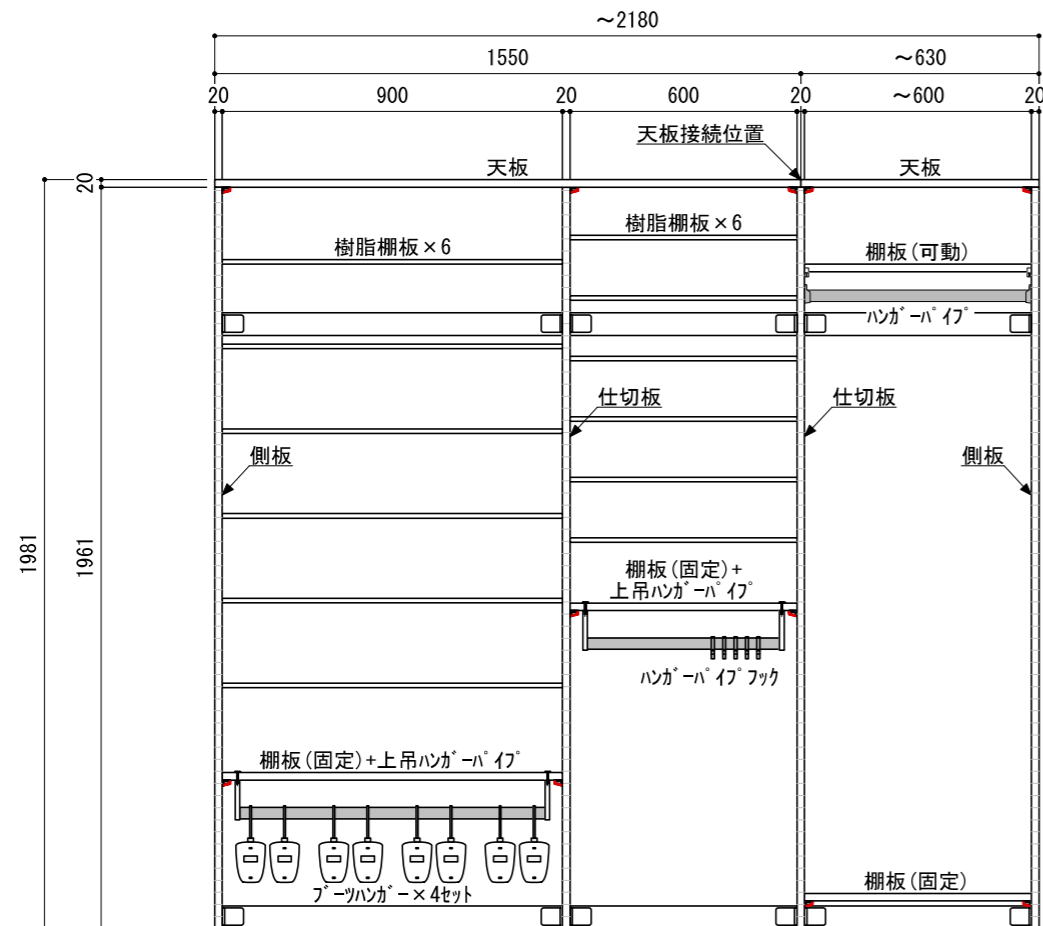 ～2180
1550
～630
20
900
20
600
20
～600
20
天板接続位置
天板
天板
20
樹脂棚板×6
樹脂棚板×6
棚板(可動)
ﾊﾝｶﾞｰﾊﾟｲﾌﾟ
仕切板
仕切板
側板
側板
1981
1961
棚板(固定)+
上吊ﾊﾝｶﾞｰﾊﾟｲﾌﾟ
ﾊﾝｶﾞｰﾊﾟｲﾌﾟﾌｯｸ
棚板(固定)+上吊ﾊﾝｶﾞｰﾊﾟｲﾌﾟ
ﾌﾞｰﾂﾊﾝｶﾞｰ×4ｾｯﾄ
棚板(固定)